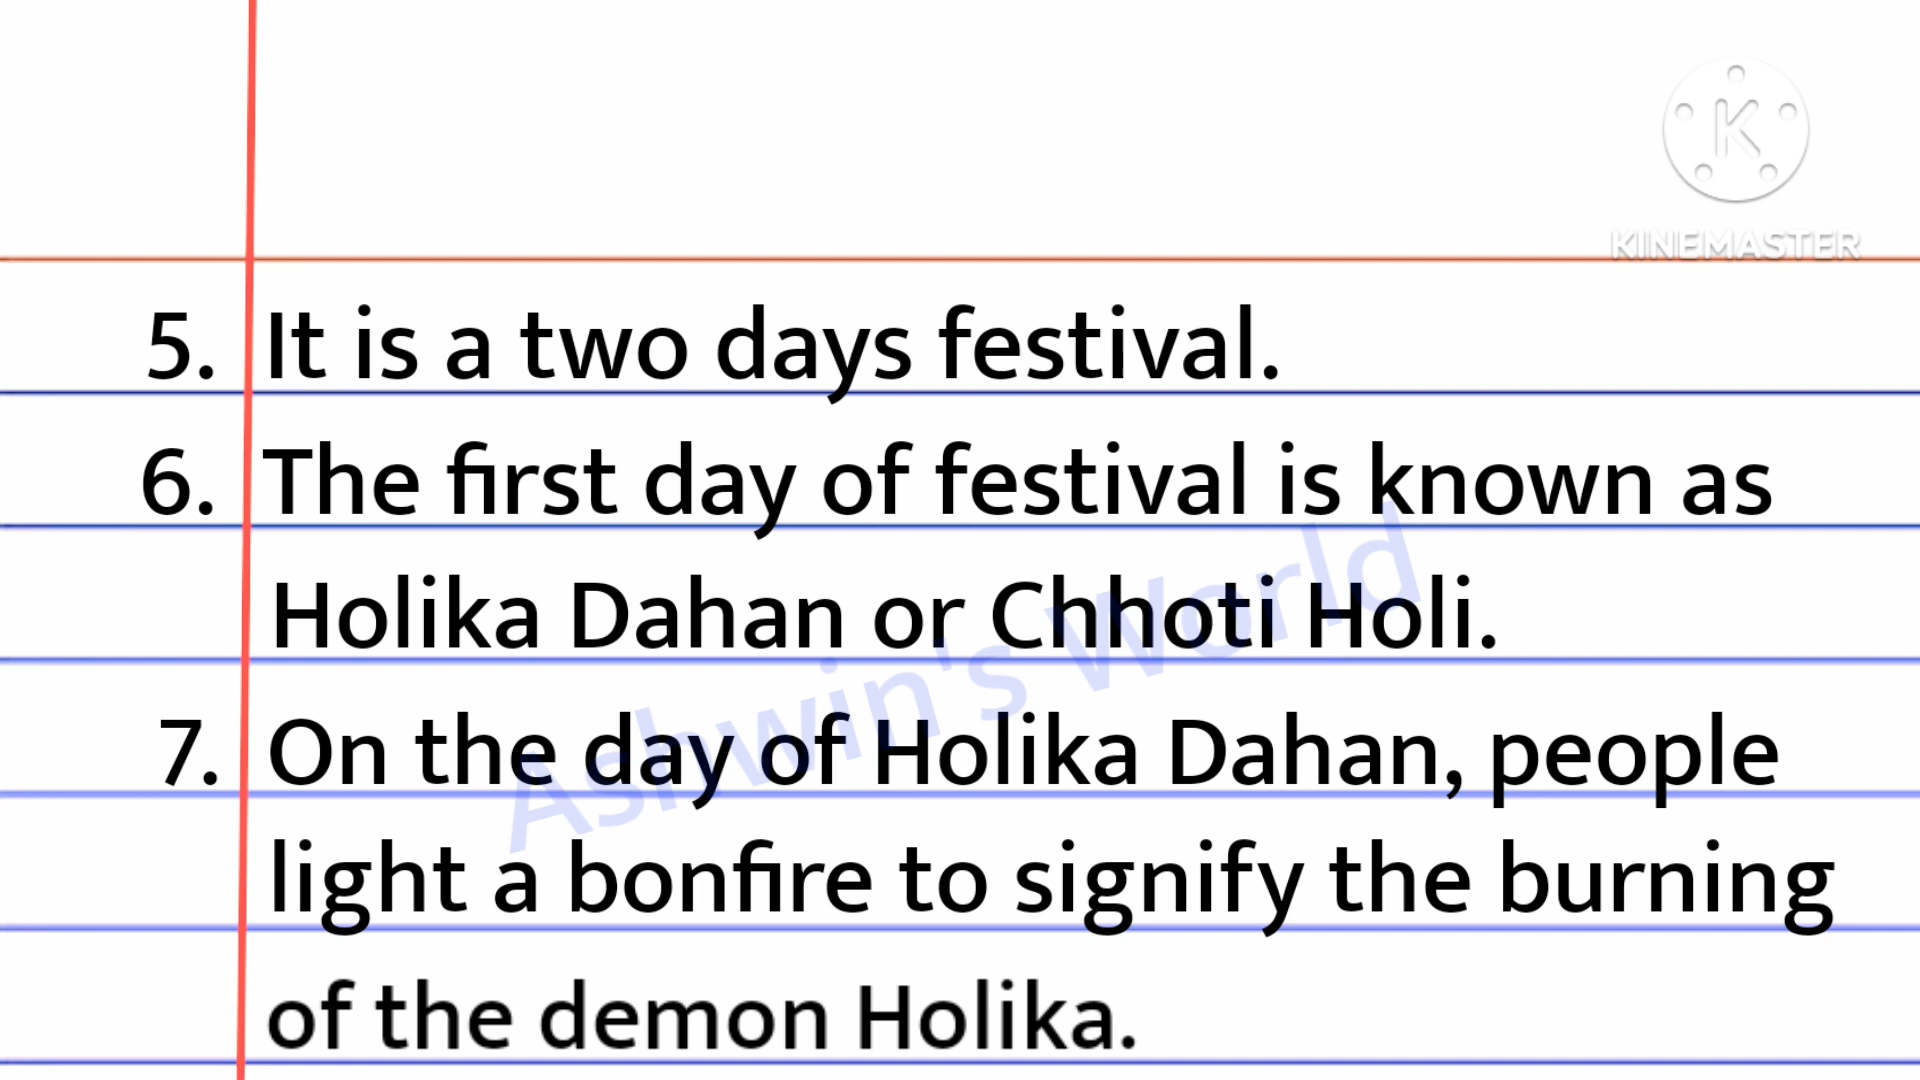 KINEMASTER
5. It is a two days festival.
6. The first day of festival is known as
Holika Dahan or Chhoti Holi.
7. On the day of Holika Dahan, people
light a bonfire to signify the burning
of the demon Holika.
Ashwin's World